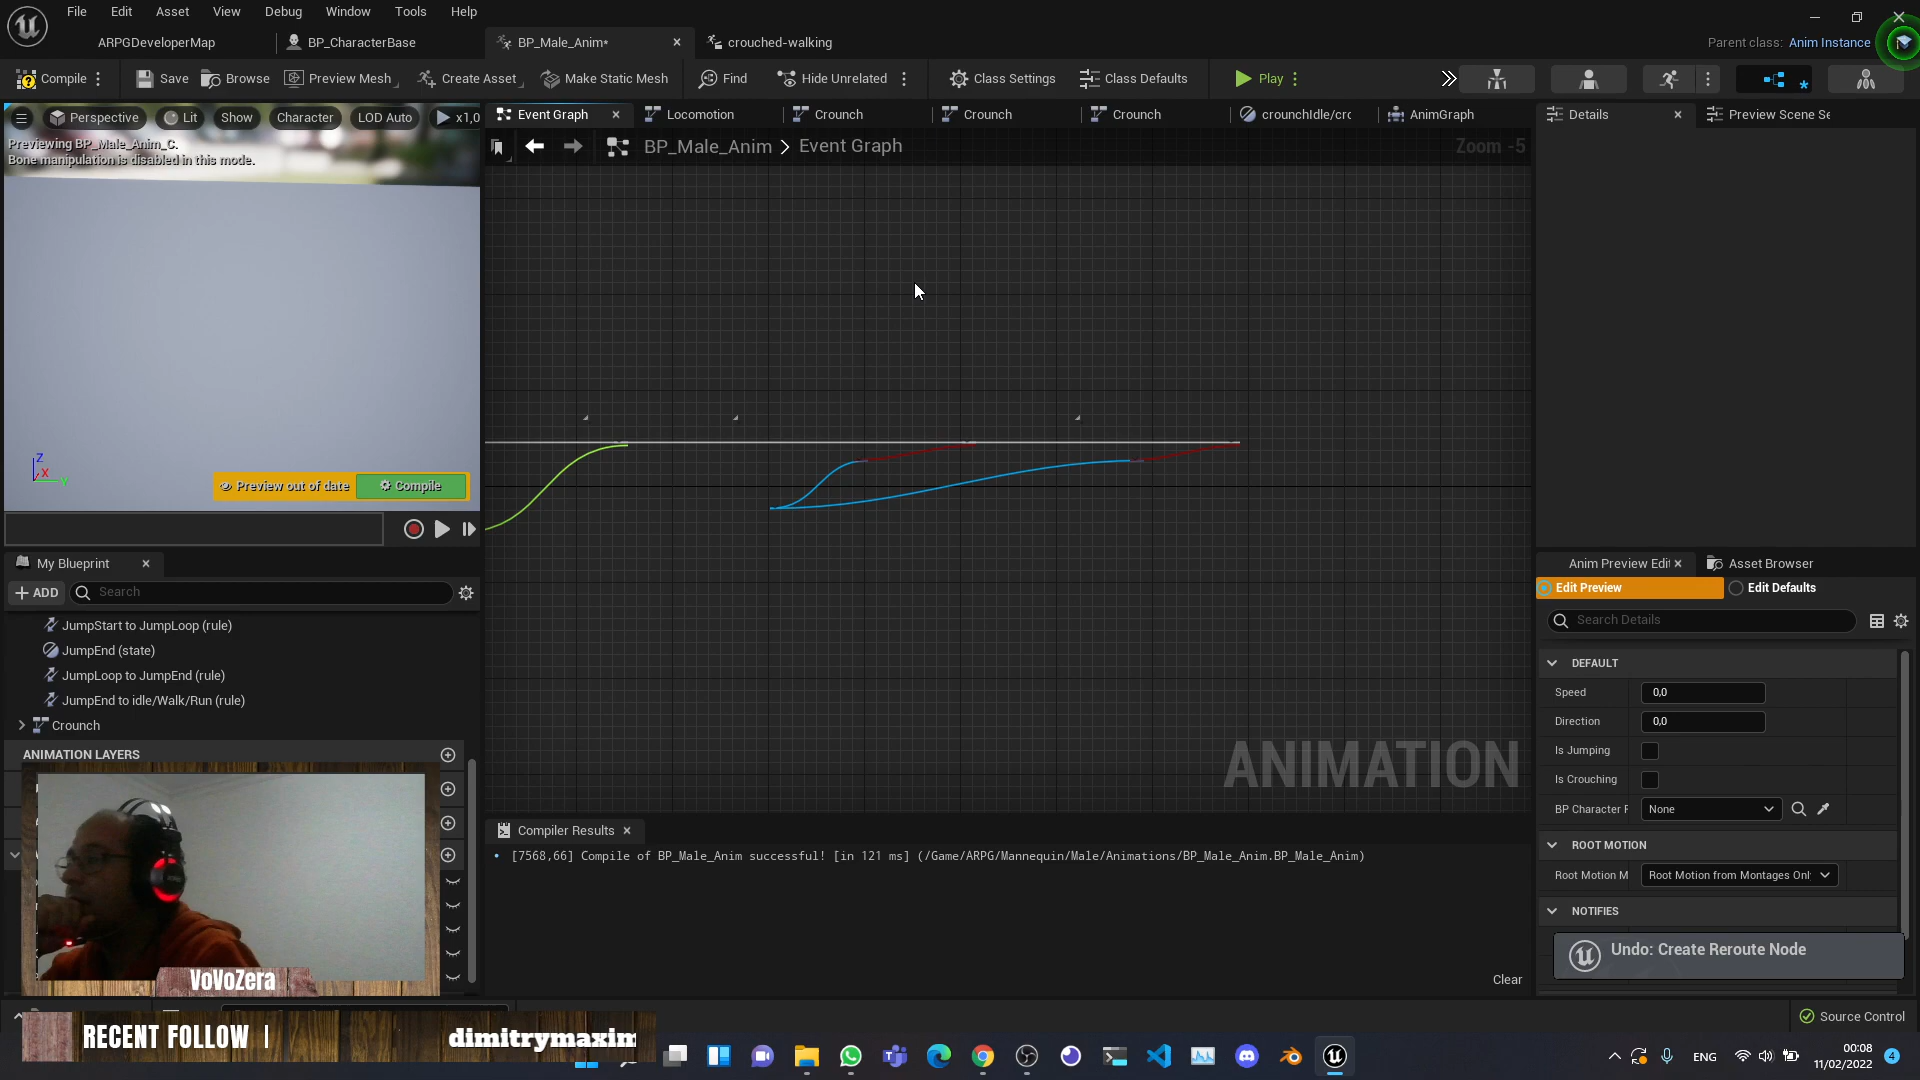 File Edit Asset View Debug Window Tools Help
ARPGDeveloperMap
BP_CharacterBase
BP_Male_Anim*
crouched-walking
Parent class: Anim Instance
Compile
Save
Browse
Preview Mesh
Create Asset
Make Static Mesh
Find
Hide Unrelated
Class Settings
Class Defaults
Play
Perspective
Lit
Show
Character
LOD Auto
x1,0
Event Graph
Locomotion
Crounch
Crounch
Crounch
crounchIdle/crc
AnimGraph
Details
Preview Scene Se
Previewing BP_Male_Anim_C.
Bone manipulation is disabled in this mode.
BP_Male_Anim > Event Graph
Zoom -5
Z
X
Y
Preview out of date
Compile
My Blueprint
ADD
Search
JumpStart to JumpLoop (rule)
JumpEnd (state)
JumpLoop to JumpEnd (rule)
JumpEnd to idle/Walk/Run (rule)
Crounch
ANIMATION LAYERS
ANIMATION
Compiler Results
[7568,66] Compile of BP_Male_Anim successful! [in 121 ms] (/Game/ARPG/Mannequin/Male/Animations/BP_Male_Anim.BP_Male_Anim)
Clear
Anim Preview Edit
Asset Browser
Edit Preview
Edit Defaults
Search Details
DEFAULT
Speed 0,0
Direction 0,0
Is Jumping
Is Crouching
BP Character F None
ROOT MOTION
Root Motion M Root Motion from Montages Onl
NOTIFIES
Undo: Create Reroute Node
VoVoZera
RECENT FOLLOW |
dimitrymaxim
Source Control
ENG
00:08
11/02/2022
4